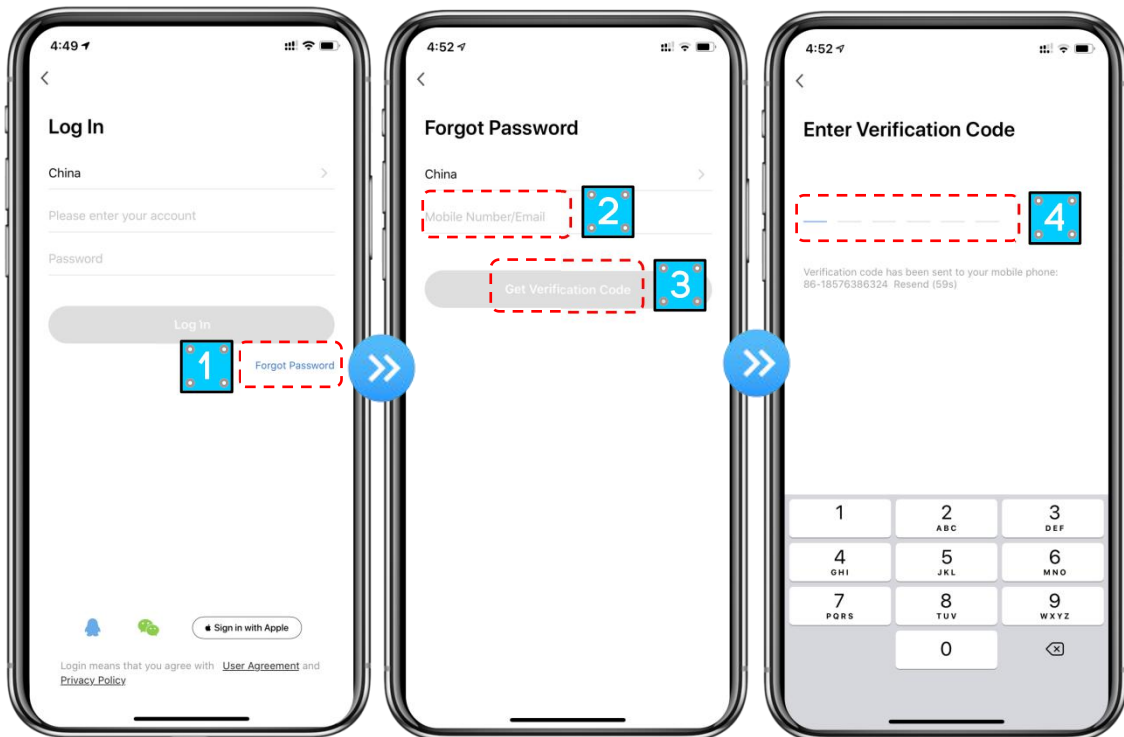 4:49
Log In
China
Please enter your account
Password
Log In
1
Forgot Password
Sign in with Apple
Login means that you agree with User Agreement and
Privacy Policy
4:52
Forgot Password
China
Mobile Number/Email
2
Get Verification Code
3
4:52
Enter Verification Code
4
Verification code has been sent to your mobile phone:
86-18576386324 Resend (59s)
1
2
ABC
3
DEF
4
GHI
5
JKL
6
MNO
7
PQRS
8
TUV
9
WXYZ
0